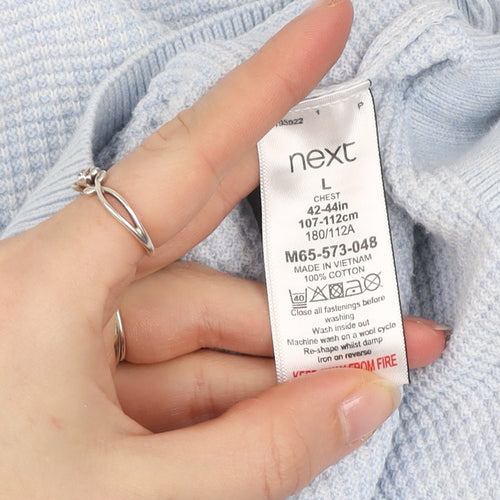 1 P
next
L
CHEST
42-44in
107-112cm
180/112A
M65-573-048
MADE IN VIETNAM
100% COTTON
40
Close all fastenings before
washing
Wash inside out
Machine wash on a wool cycle
Re-shape whilst damp
Iron on reverse
FROM FIRE